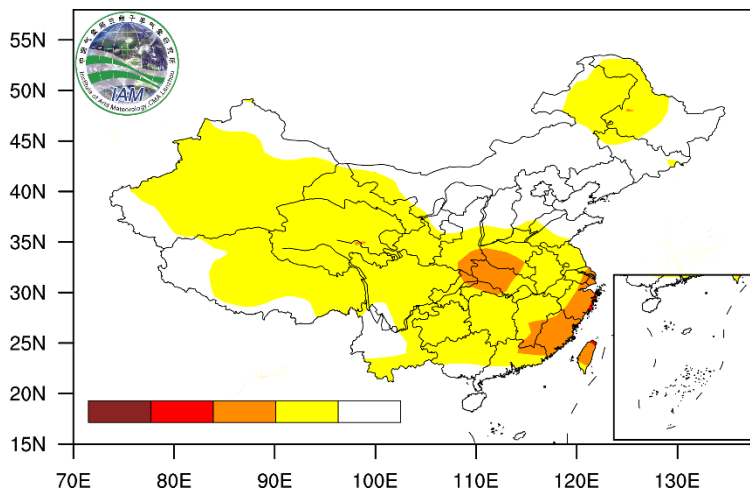 Institute of Arid Meteorology, CMA, Lanzhou
IAM
55N
50N
45N
40N
35N
30N
25N
20N
15N
70E 80E 90E 100E 110E 120E 130E